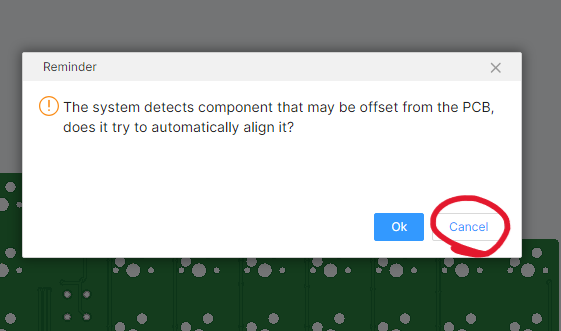 Reminder
The system detects component that may be offset from the PCB,
does it try to automatically align it?
Ok
Cancel